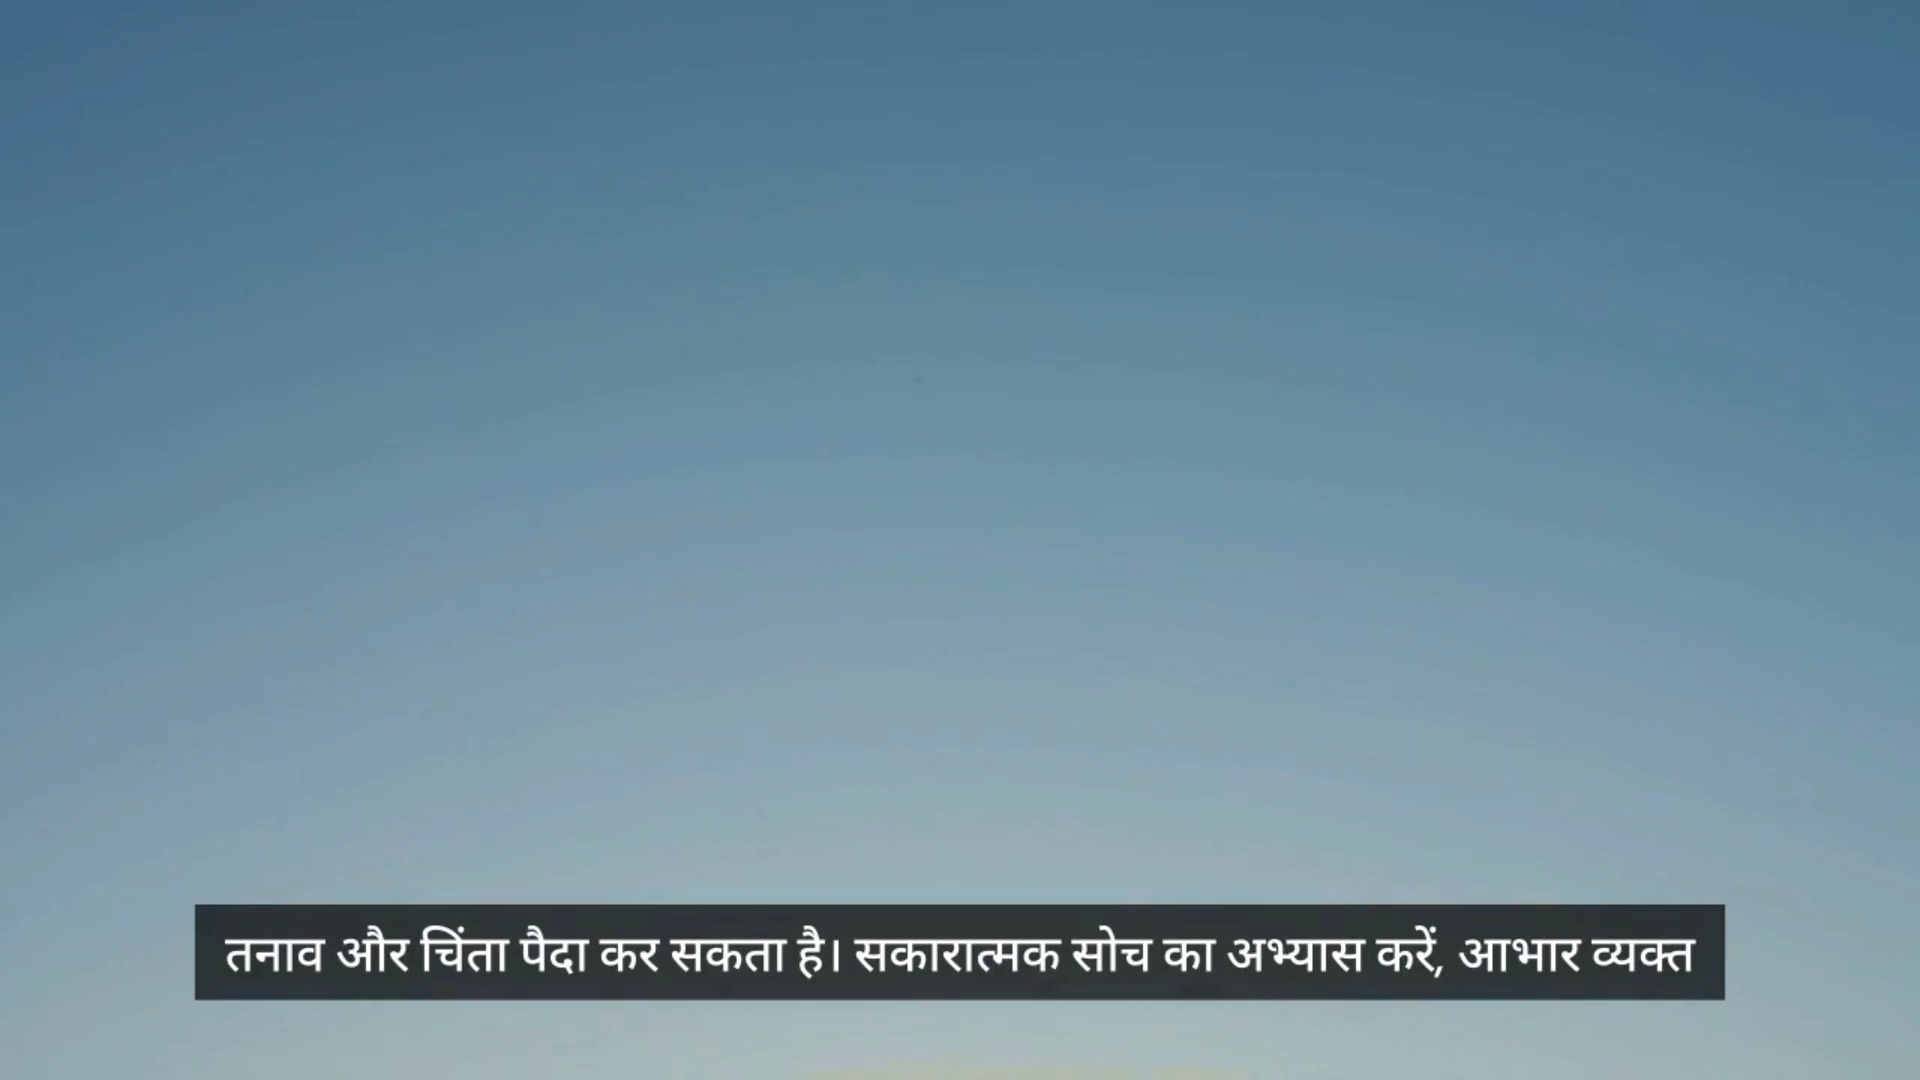 तनाव और चिंता पैदा कर सकता है। सकारात्मक सोच का अभ्यास करें, आभार व्यक्त